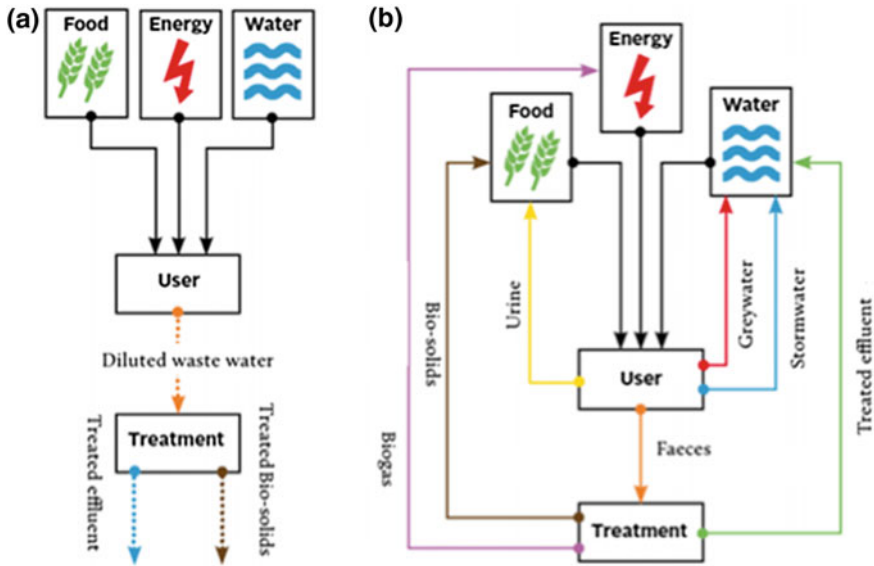 (a)
Food
Energy
Water
User
Diluted waste water
Treatment
Treated effluent
Treated Bio-solids
(b)
Energy
Food
Water
Urine
Bio-solids
Biogas
Greywater
Stormwater
Treated effluent
User
Faeces
Treatment